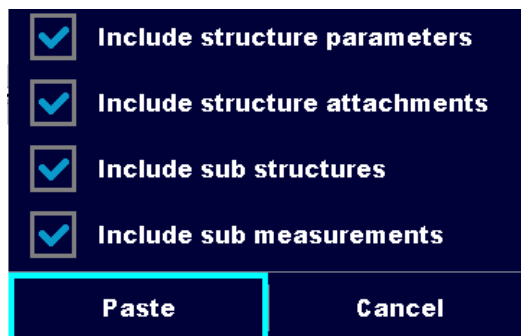 Include structure parameters
Include structure attachments
Include sub structures
Include sub measurements
Paste Cancel